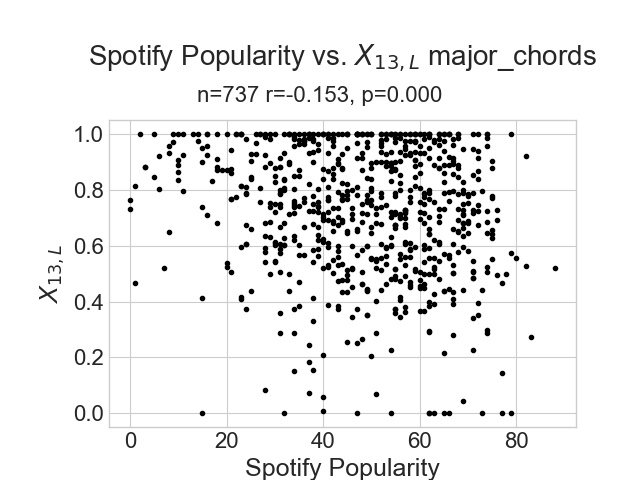 Spotify Popularity vs. X13,L major_chords
n=737 r=-0.153, p=0.000
1.0
0.8
0.6
0.4
0.2
0.0
X13,L
0 20 40 60 80
Spotify Popularity